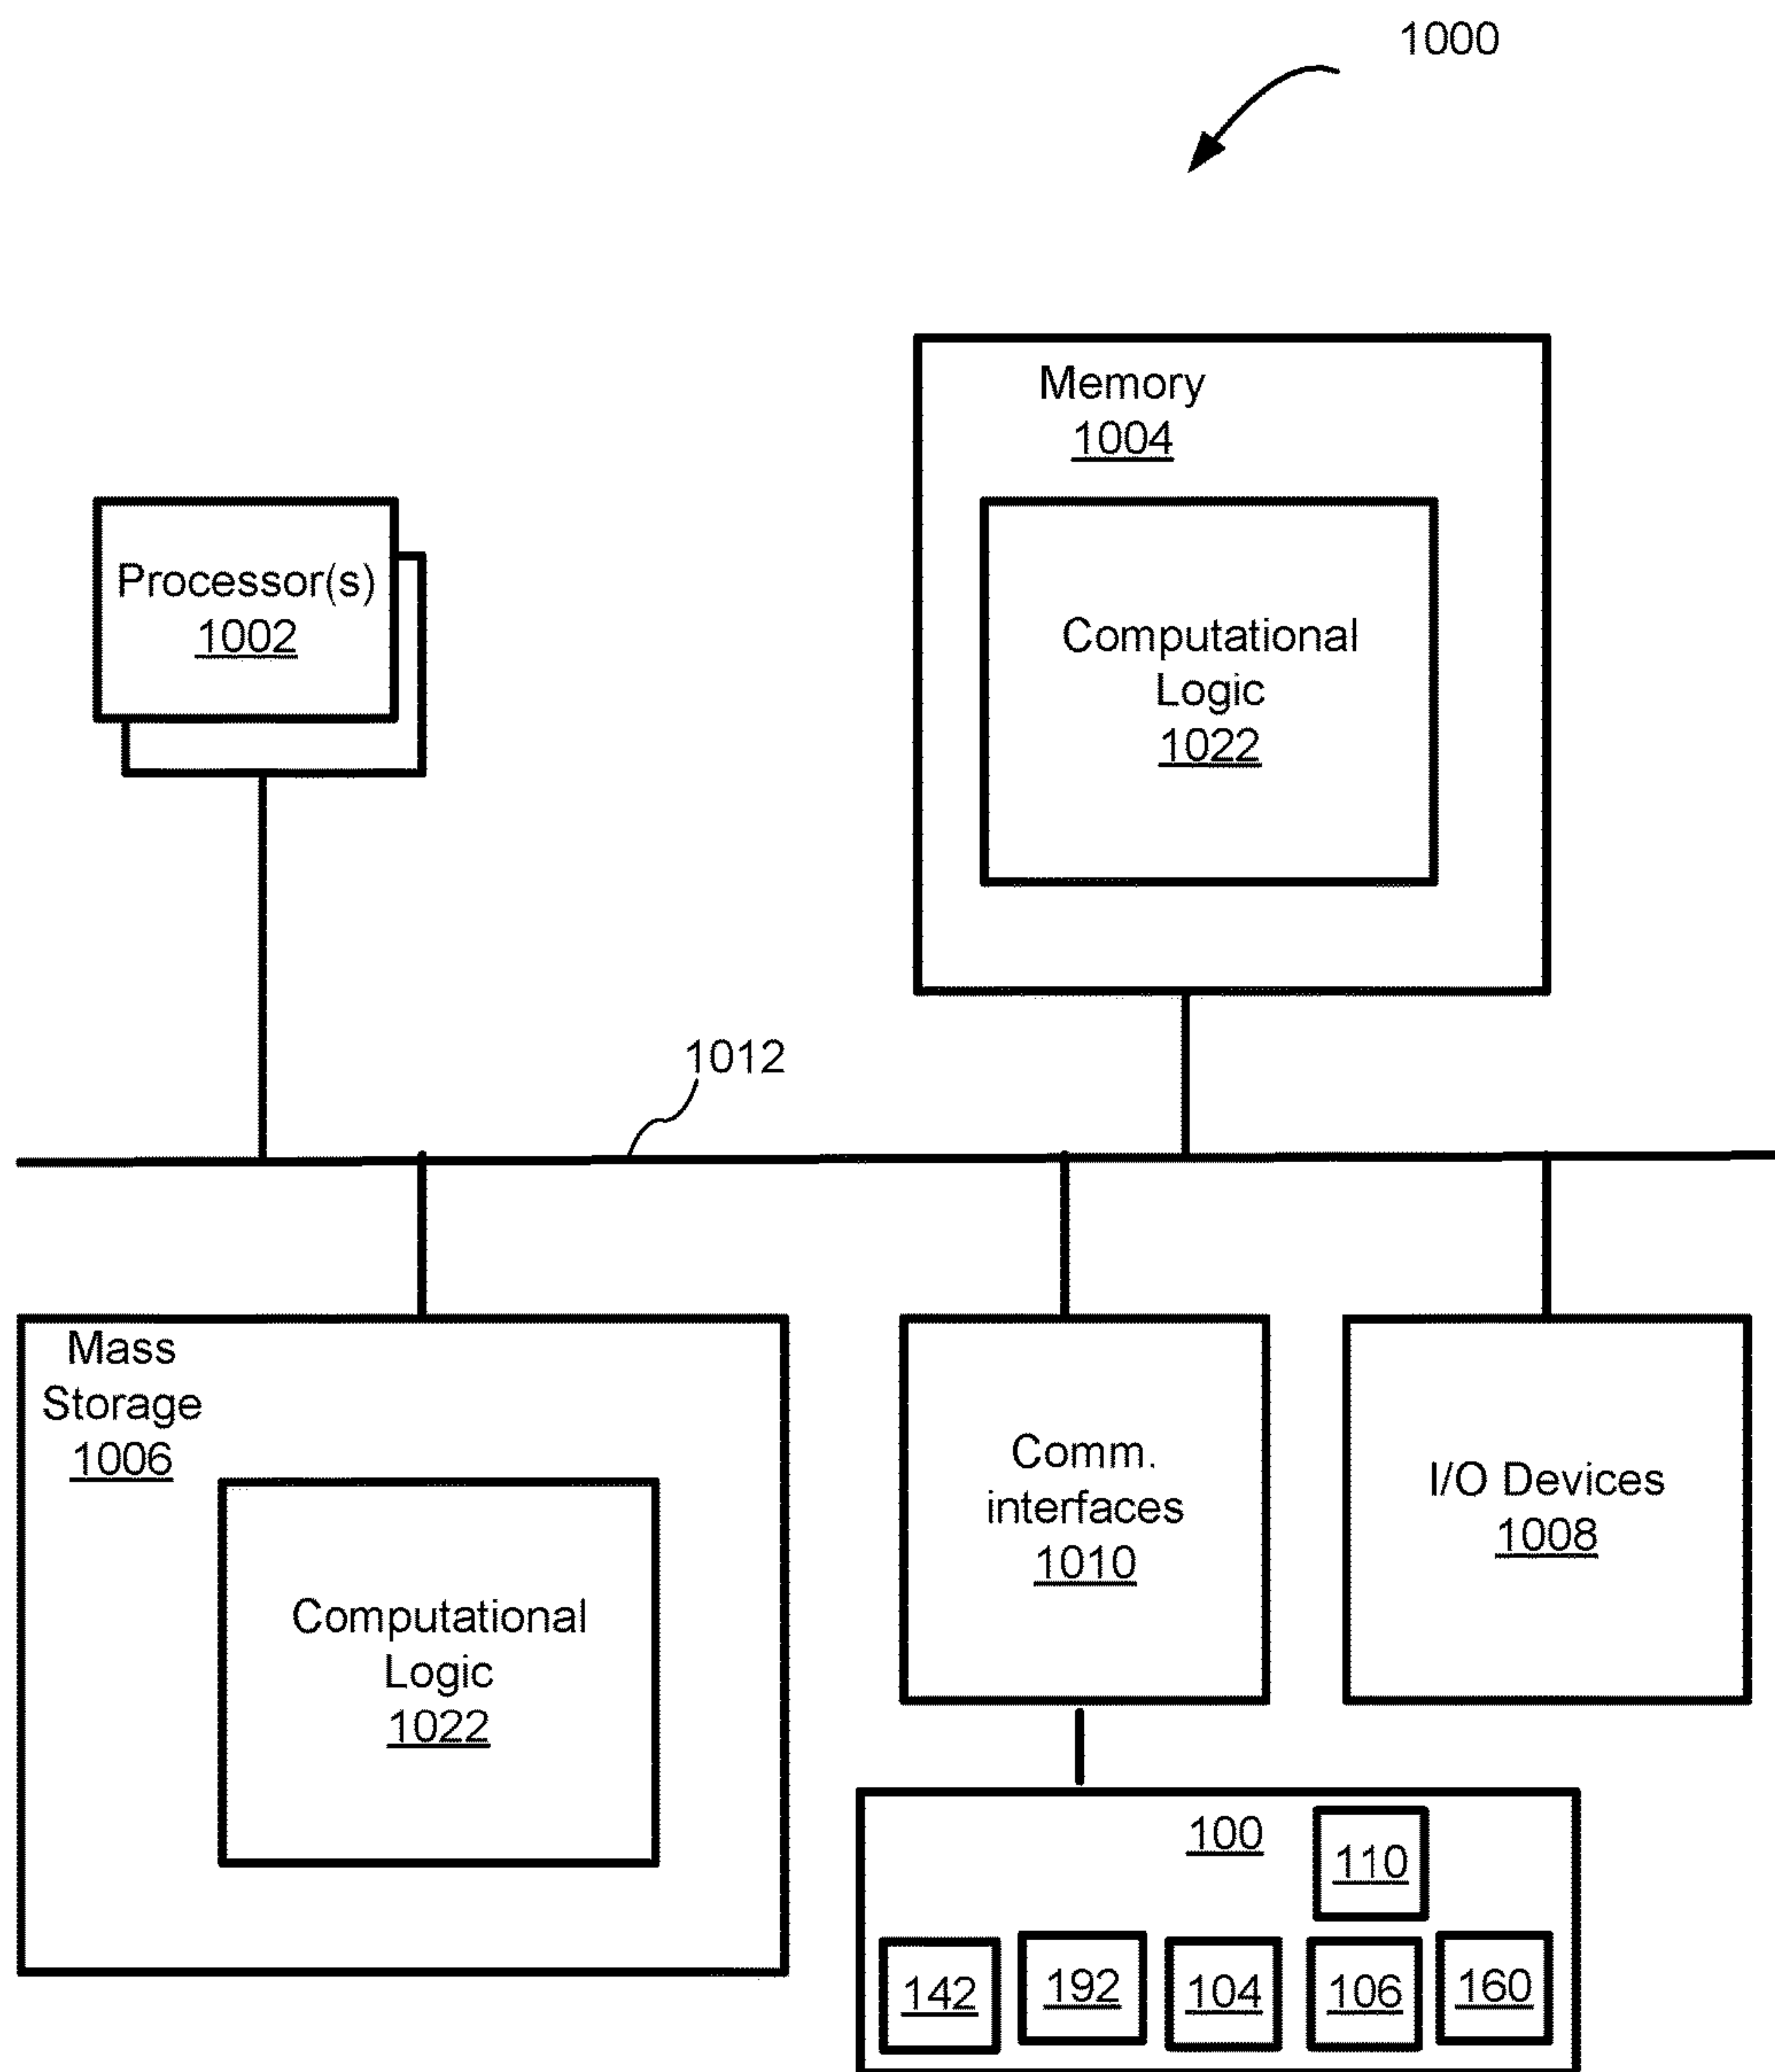 1000
Memory
1004
Computational
Logic
1022
Processor(s)
1002
1012
Mass
Storage
1006
Computational
Logic
1022
Comm.
interfaces
1010
I/O Devices
1008
100
110
142
192
104
106
160